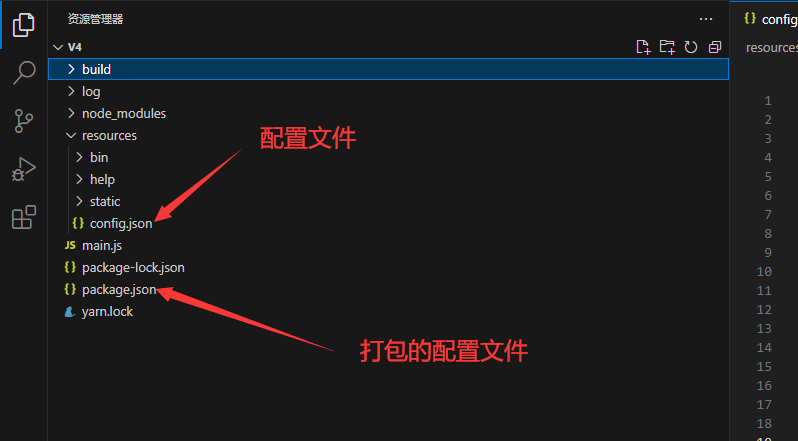 资源管理器
···
config
V4
resources
build
log
node_modules
resources
配置文件
bin
help
static
{} config.json
JS main.js
{} package-lock.json
{} package.json
yarn.lock
打包的配置文件
1
2
3
4
5
6
7
8
9
10
11
12
13
14
15
16
17
18